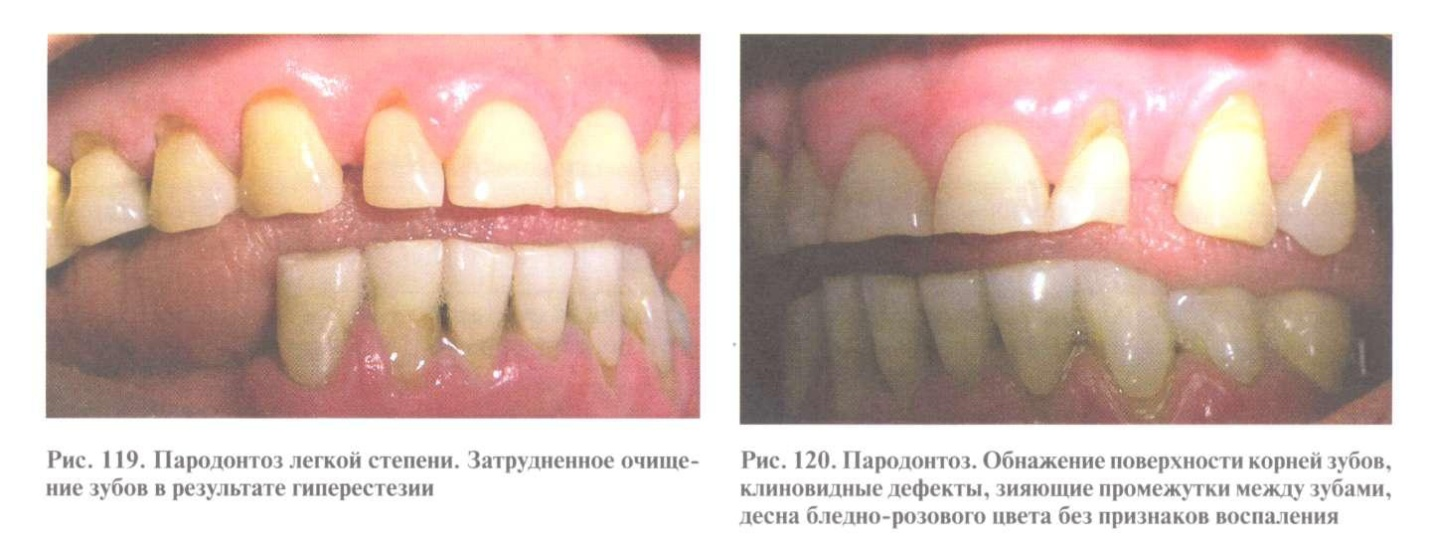 Рис. 119. Пародонтоз легкой степени. Затрудненное очище-
ние зубов в результате гиперестезии
Рис. 120. Пародонтоз. Обнажение поверхности корней зубов,
клиновидные дефекты, зияющие промежутки между зубами,
десна бледно-розового цвета без признаков воспаления